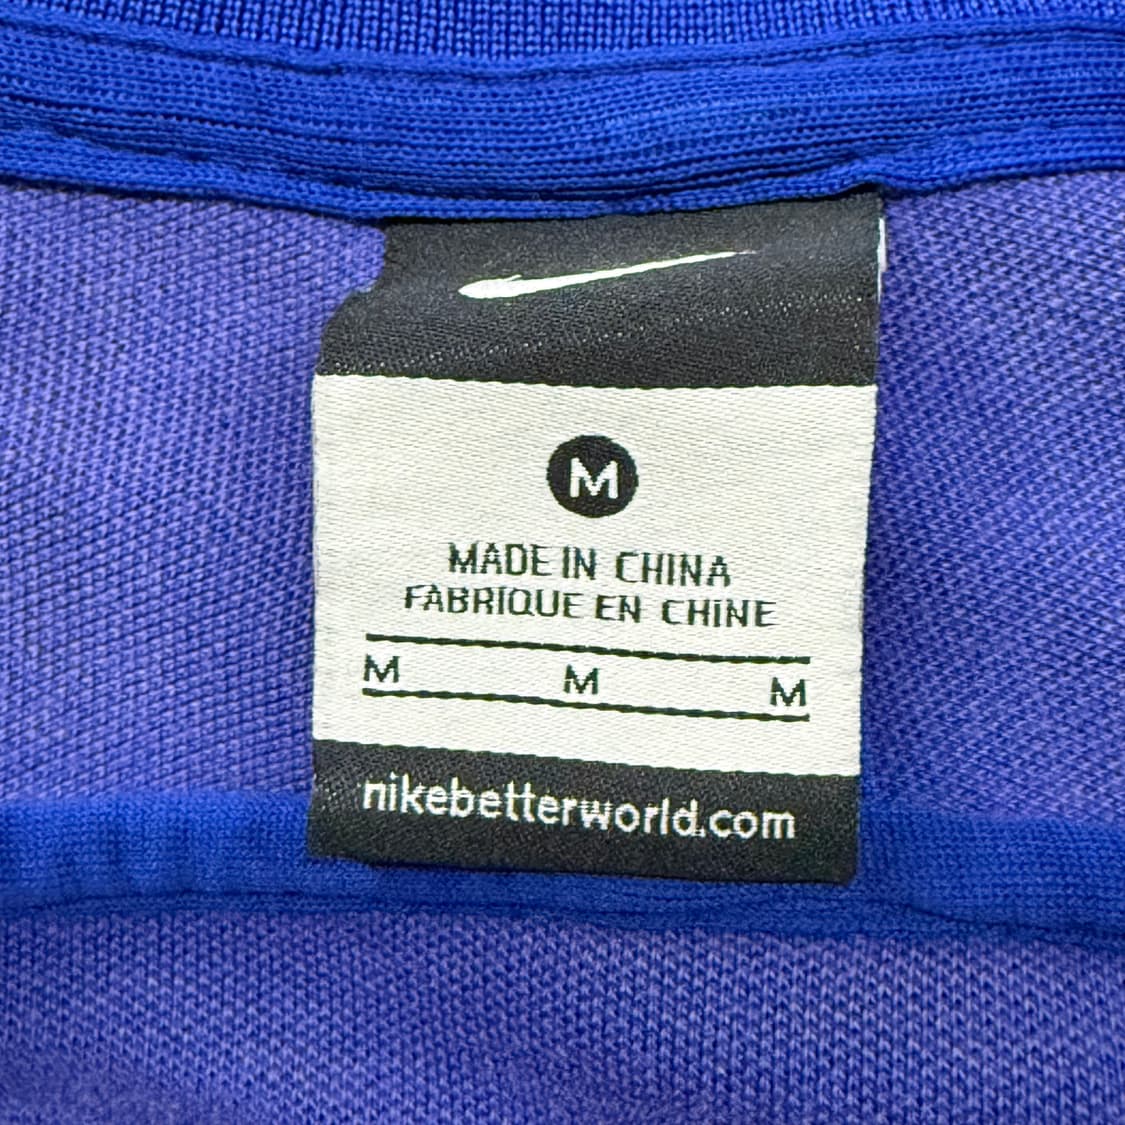 M
MADE IN CHINA
FABRIQUE EN CHINE
M M M
nikebetterworld.com